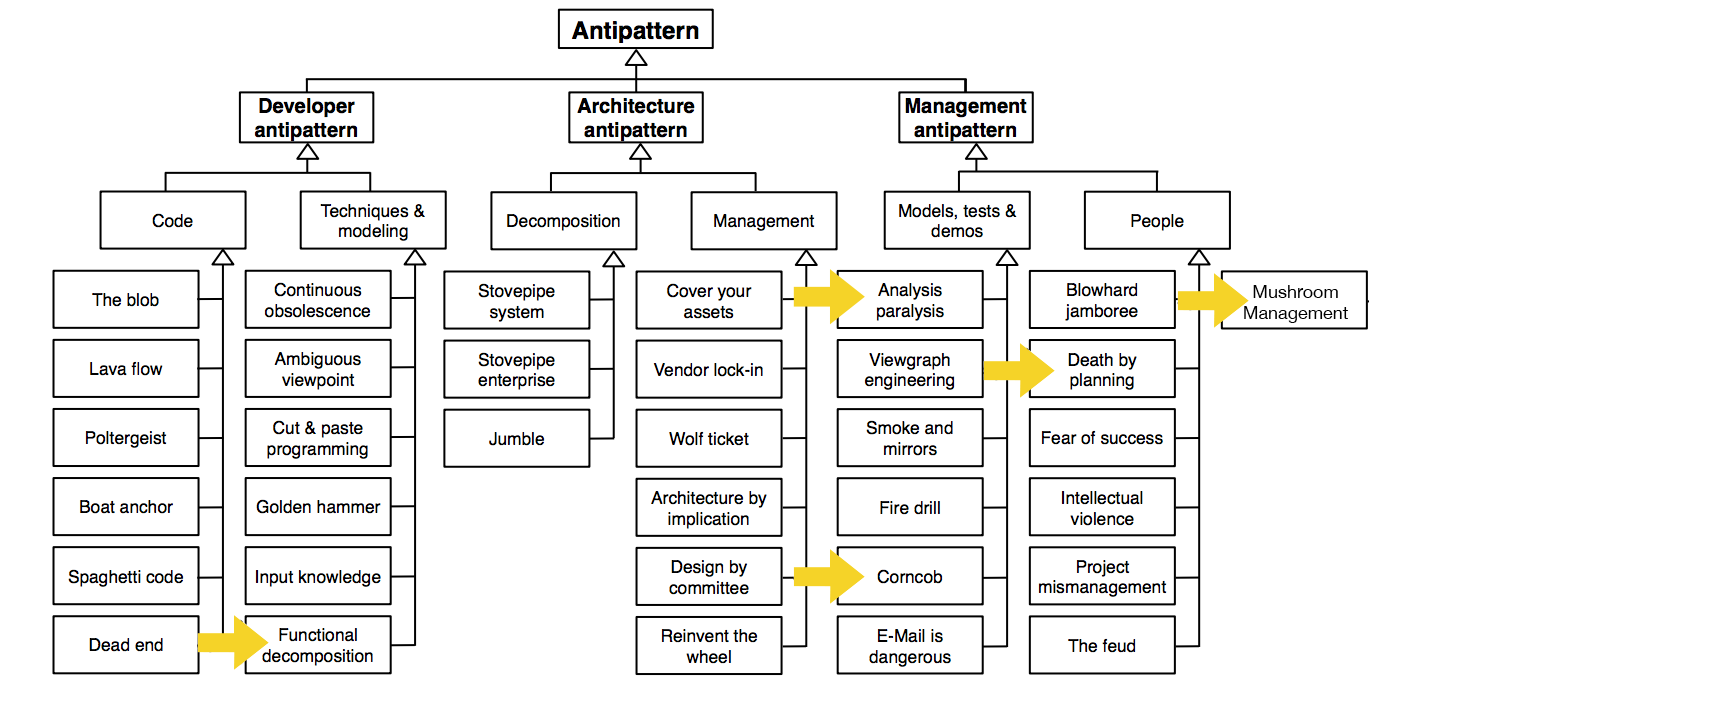 Antipattern
Developer
antipattern
Architecture
antipattern
Management
antipattern
Code
Techniques &
modeling
Decomposition
Management
Models, tests &
demos
People
The blob
Lava flow
Poltergeist
Boat anchor
Spaghetti code
Dead end
Continuous
obsolescence
Ambiguous
viewpoint
Cut & paste
programming
Golden hammer
Input knowledge
Functional
decomposition
Stovepipe
system
Stovepipe
enterprise
Jumble
Cover your
assets
Vendor lock-in
Wolf ticket
Architecture by
implication
Design by
committee
Reinvent the
wheel
Analysis
paralysis
Viewgraph
engineering
Smoke and
mirrors
Fire drill
Corncob
E-Mail is
dangerous
Blowhard
jamboree
Death by
planning
Fear of success
Intellectual
violence
Project
mismanagement
The feud
Mushroom
Management